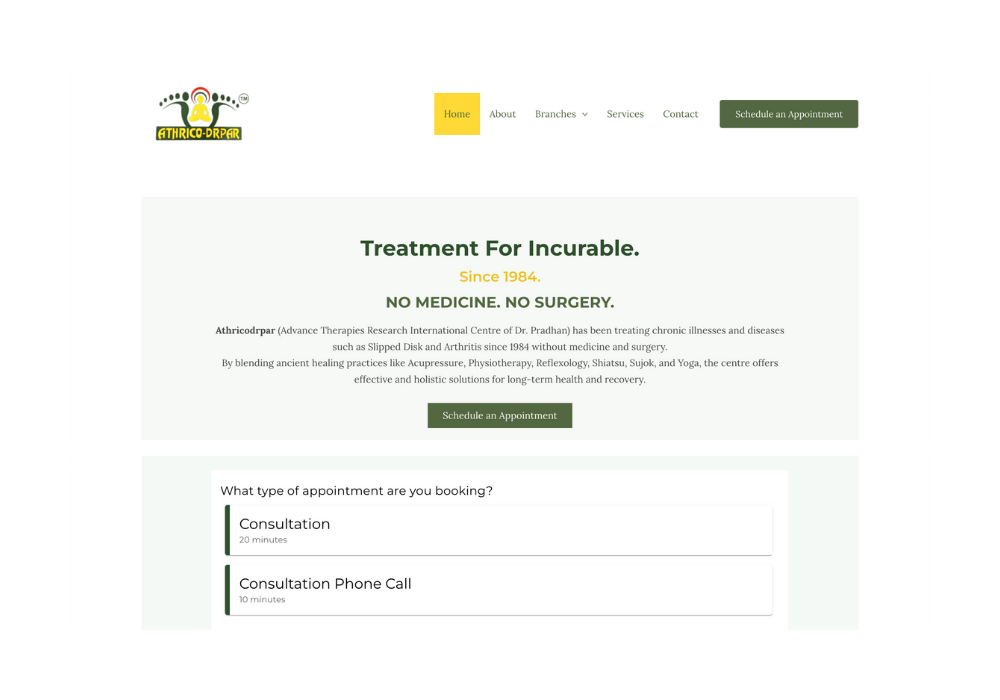 ATHRICO-DRPAR
TM
Home
About
Branches
Services
Contact
Schedule an Appointment
Treatment For Incurable.
Since 1984.
NO MEDICINE. NO SURGERY.
Athricodrpar (Advance Therapies Research International Centre of Dr. Pradhan) has been treating chronic illnesses and diseases
such as Slipped Disk and Arthritis since 1984 without medicine and surgery.
By blending ancient healing practices like Acupressure, Physiotherapy, Reflexology, Shiatsu, Sujok, and Yoga, the centre offers
effective and holistic solutions for long-term health and recovery.
Schedule an Appointment
What type of appointment are you booking?
Consultation
20 minutes
Consultation Phone Call
10 minutes